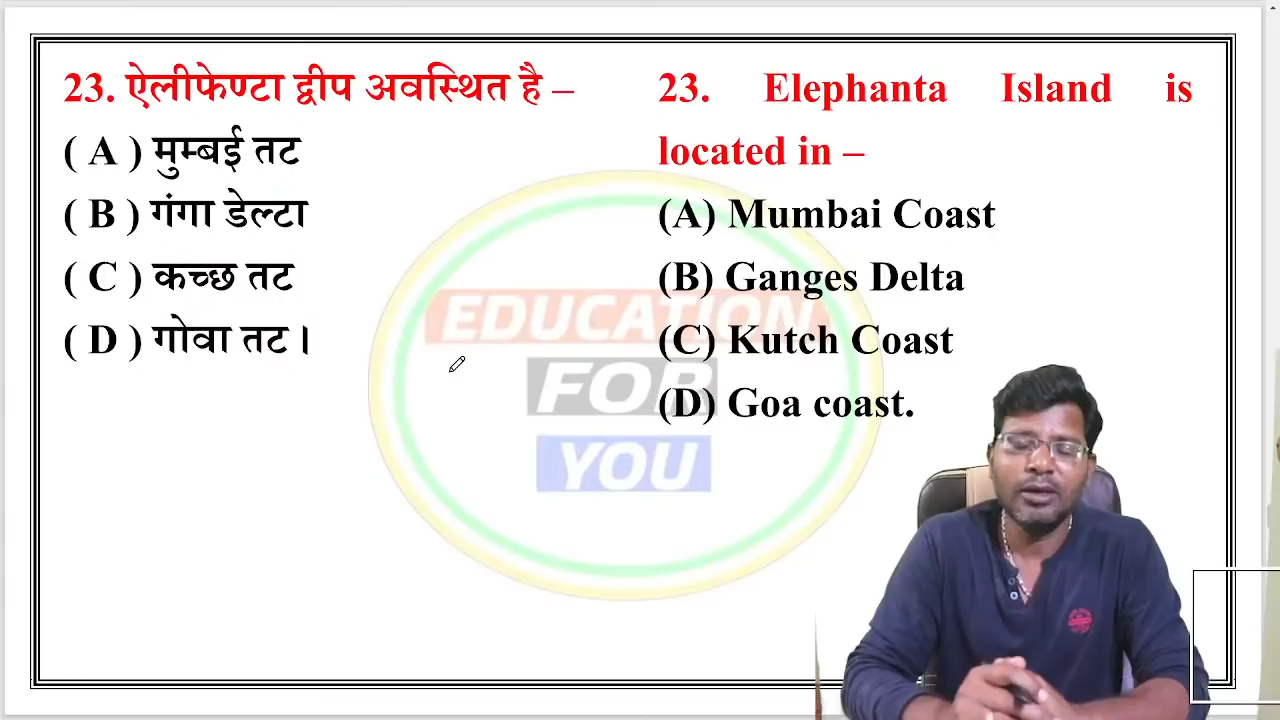 23. ऐलीफेण्टा द्वीप अवस्थित है –
( A ) मुम्बई तट
( B ) गंगा डेल्टा
( C ) कच्छ तट
( D ) गोवा तट।
23. Elephanta Island is
located in –
(A) Mumbai Coast
(B) Ganges Delta
(C) Kutch Coast
(D) Goa coast.
EDUCATION
FOR
YOU